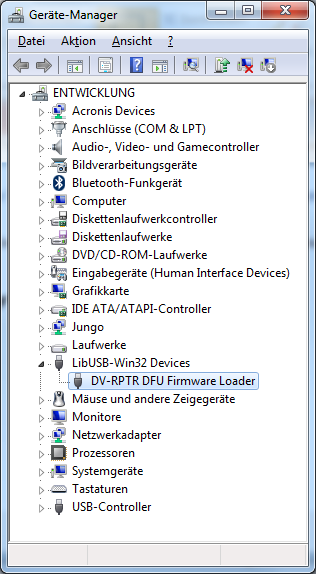 Geräte-Manager
Datei Aktion Ansicht ?
ENTWICKLUNG
Acronis Devices
Anschlüsse (COM & LPT)
Audio-, Video- und Gamecontroller
Bildverarbeitungsgeräte
Bluetooth-Funkgerät
Computer
Diskettenlaufwerkcontroller
Diskettenlaufwerke
DVD/CD-ROM-Laufwerke
Eingabegeräte (Human Interface Devices)
Grafikkarte
IDE ATA/ATAPI-Controller
Jungo
Laufwerke
LibUSB-Win32 Devices
DV-RPTR DFU Firmware Loader
Mäuse und andere Zeigegeräte
Monitore
Netzwerkadapter
Prozessoren
Systemgeräte
Tastaturen
USB-Controller